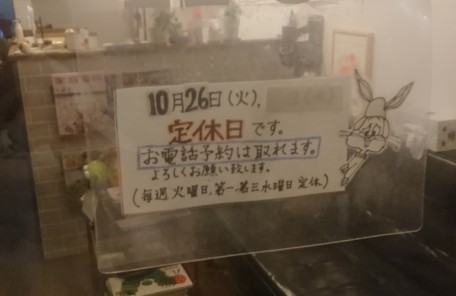 10月26日(火)、
定休日です。
お電話予約は取れます。
よろしくお願い致します。
(毎週火曜日、第一、第三水曜日定休)